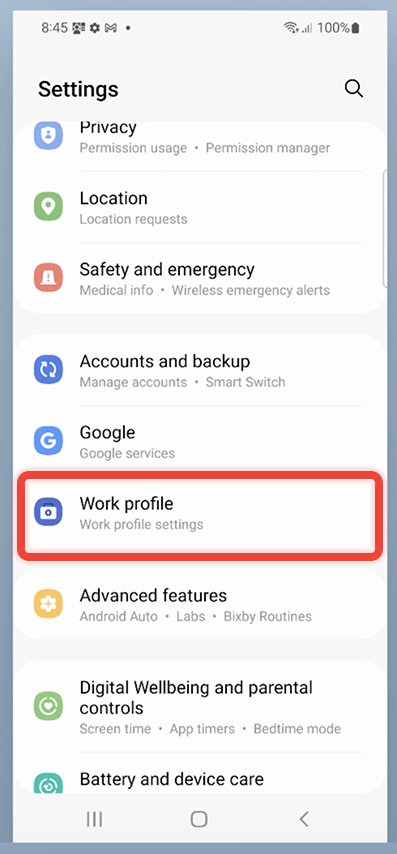 8:45 100%
Settings
Privacy
Permission usage • Permission manager
Location
Location requests
Safety and emergency
Medical info • Wireless emergency alerts
Accounts and backup
Manage accounts • Smart Switch
Google
Google services
Work profile
Work profile settings
Advanced features
Android Auto • Labs • Bixby Routines
Digital Wellbeing and parental
controls
Screen time • App timers • Bedtime mode
Battery and device care